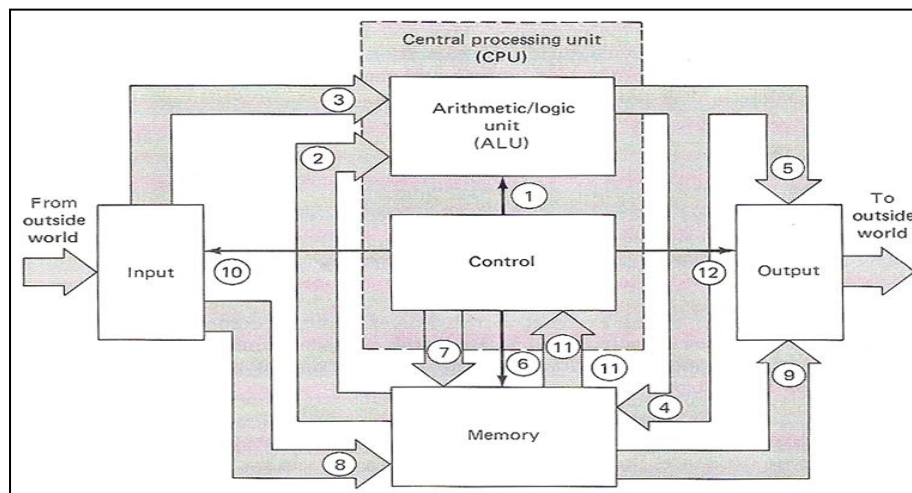 Central processing unit
(CPU)
3
Arithmetic/logic
unit
(ALU)
2
5
From
outside
world
1
To
outside
world
Input
10
Control
12
Output
7
6
11
11
9
4
Memory
8